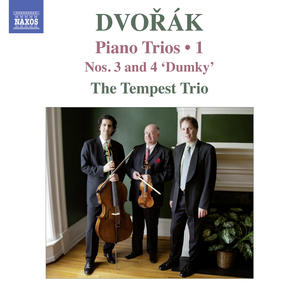 NAXOS
DVOŘÁK
Piano Trios • 1
Nos. 3 and 4 ‘Dumky’
The Tempest Trio